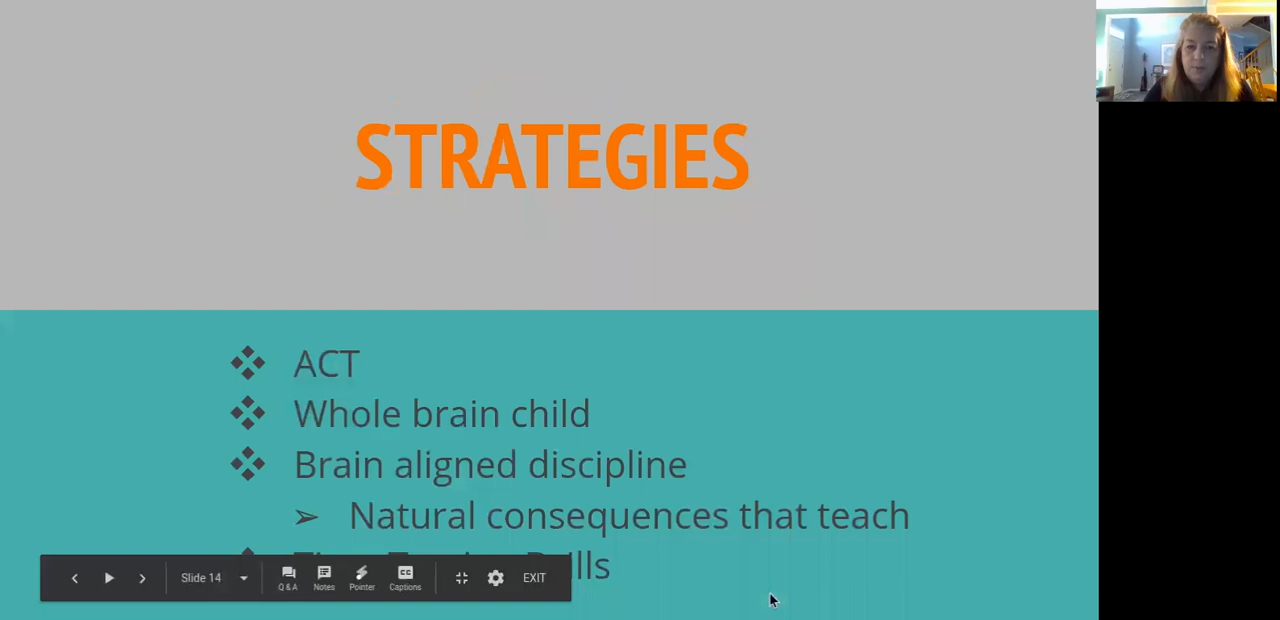 STRATEGIES
ACT
Whole brain child
Brain aligned discipline
Natural consequences that teach
Slide 14
Q & A
Notes
Pointer
Captions
EXIT